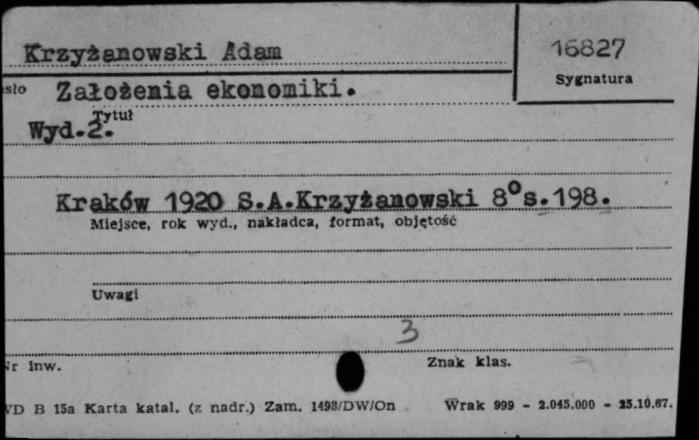 Krzyżanowski Adam
16827
Sygnatura
Założenia ekonomiki.
Tytuł
Wyd.2.
Kraków 1920 S.A.Krzyżanowski 8°s.198.
Miejsce, rok wyd., nakładca, format, objętość
Uwagi
3
Nr inw.
Znak klas.
B 15a Karta katal. (z nadr.) Zam. 1493/DW/On Wrak 999 - 2.045.000 - 25.10.67.